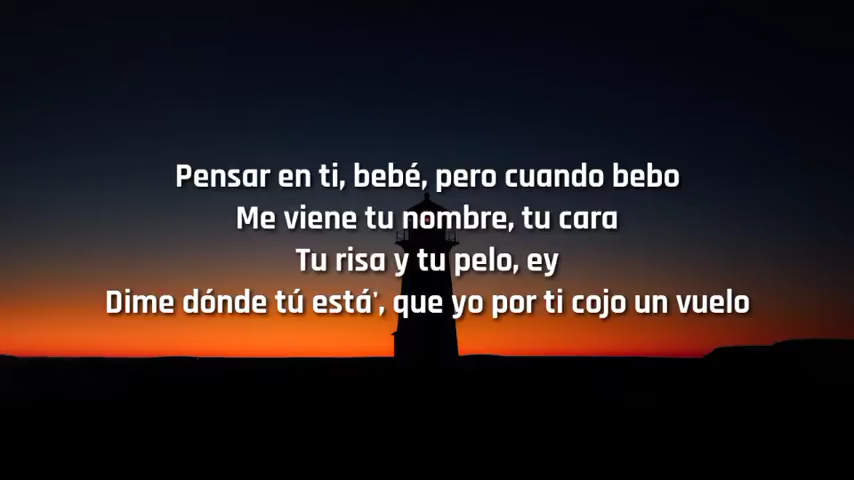 Pensar en ti, bebé, pero cuando bebo
Me viene tu nombre, tu cara
Tu risa y tu pelo, ey
Dime dónde tú está', que yo por ti cojo un vuelo